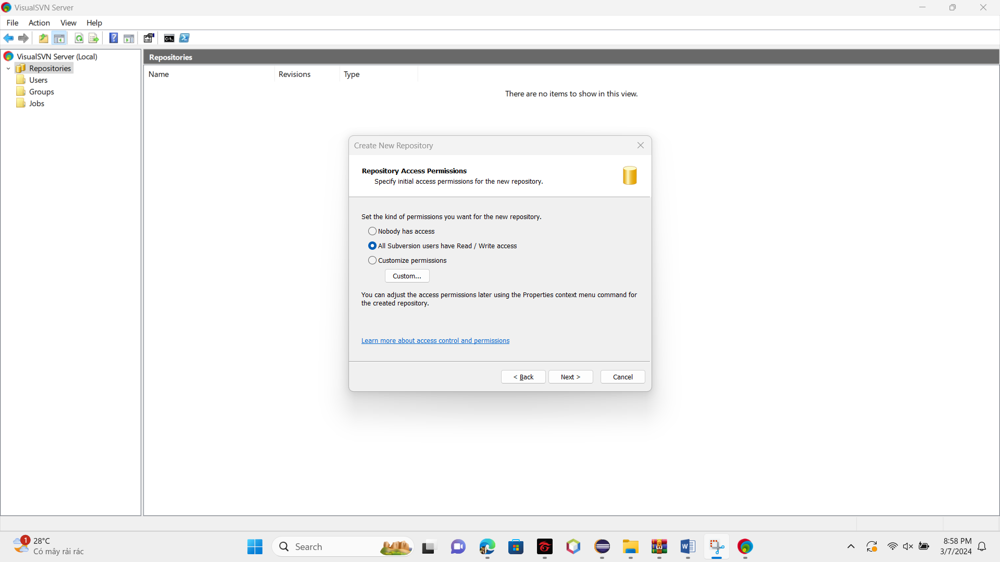 VisualSVN Server
File Action View Help
VisualSVN Server (Local)
Repositories
Users
Groups
Jobs
Repositories
Name Revisions Type
There are no items to show in this view.
Create New Repository
Repository Access Permissions
Specify initial access permissions for the new repository.
Set the kind of permissions you want for the new repository.
Nobody has access
All Subversion users have Read / Write access
Customize permissions
Custom...
You can adjust the access permissions later using the Properties context menu command for
the created repository.
Learn more about access control and permissions
< Back Next > Cancel
1
28°C
Có mây rải rác
Search
8:58 PM
3/7/2024